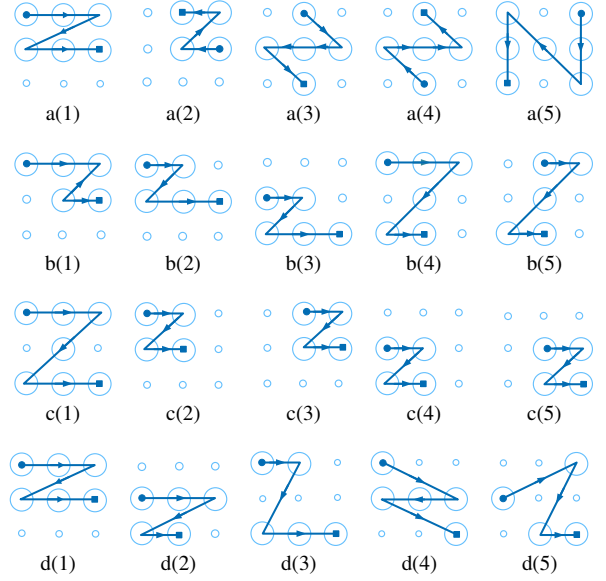 a(1) a(2) a(3) a(4) a(5)
b(1) b(2) b(3) b(4) b(5)
c(1) c(2) c(3) c(4) c(5)
d(1) d(2) d(3) d(4) d(5)